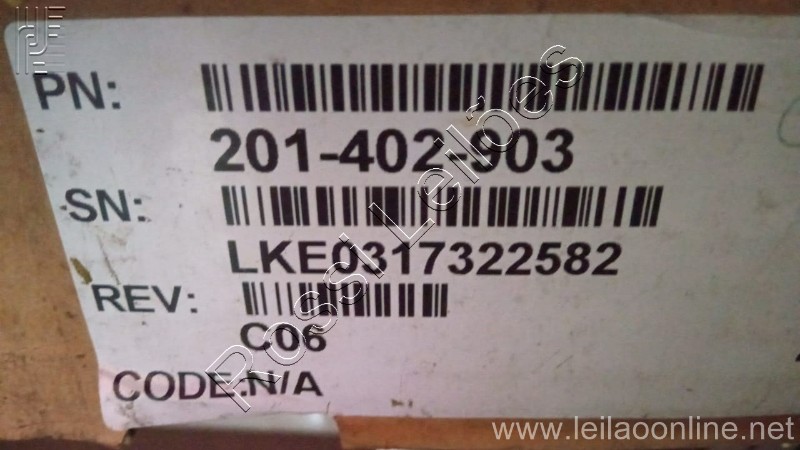 PN:
201-402-903
SN:
LKE0317322582
REV:
C06
CODE:N/A
Rossi Leilões
www.leilaoonline.net